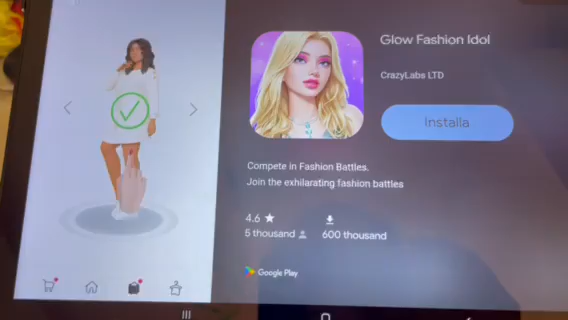 Glow Fashion Idol
CrazyLabs LTD
Installa
Compete in Fashion Battles.
Join the exhilarating fashion battles
4.6 ★
5 thousand
600 thousand
Google Play